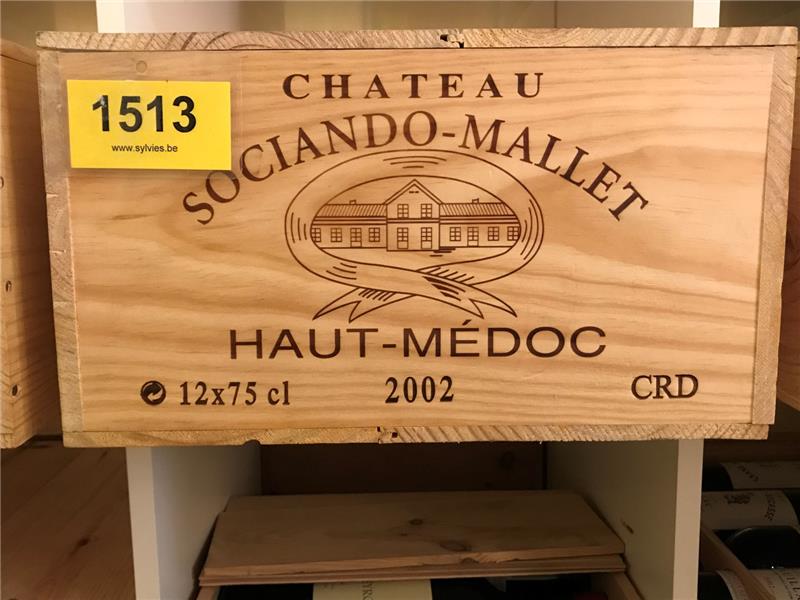 1513
www.sylvies.be
CHATEAU
SOCIANDO-MALLET
HAUT-MÉDOC
12x75 cl
2002
CRD